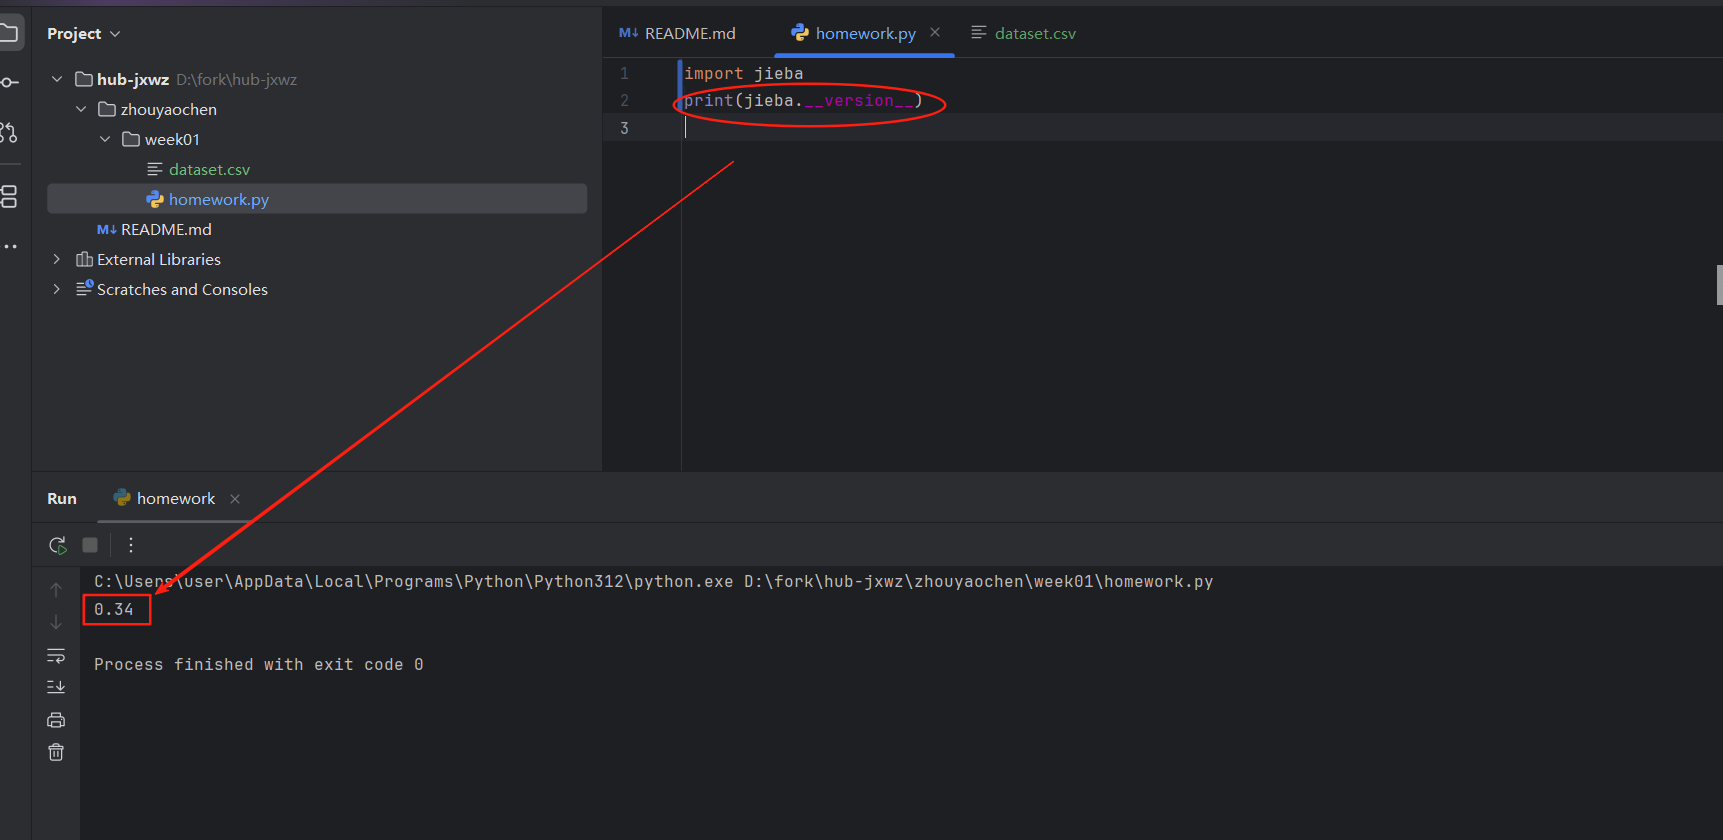 Project
hub-jxwz D:\fork\hub-jxwz
zhouyaochen
week01
dataset.csv
homework.py
M↓ README.md
External Libraries
Scratches and Consoles
M↓ README.md homework.py dataset.csv
1 import jieba
2 print(jieba.__version__)
3
Run homework
C:\Users\user\AppData\Local\Programs\Python\Python312\python.exe D:\fork\hub-jxwz\zhouyaochen\week01\homework.py
0.34
Process finished with exit code 0